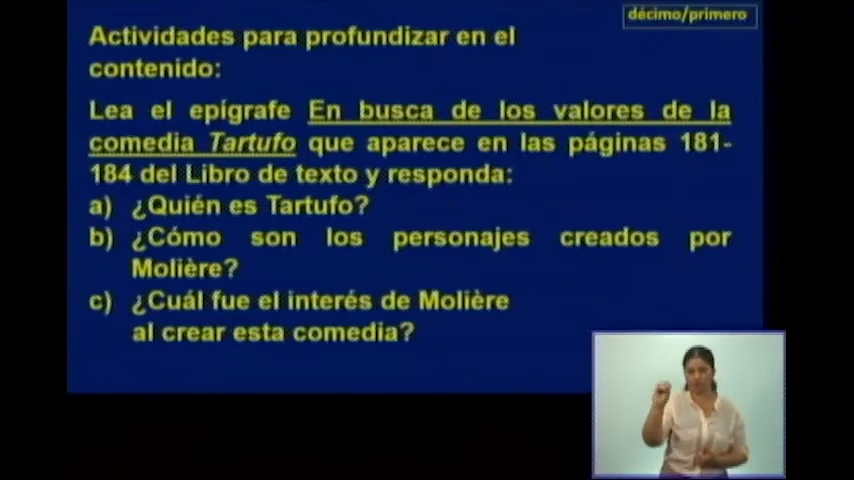 décimo/primero
Actividades para profundizar en el
contenido:
Lea el epígrafe En busca de los valores de la
comedia Tartufo que aparece en las páginas 181-
184 del Libro de texto y responda:
a) ¿Quién es Tartufo?
b) ¿Cómo son los personajes creados por
Molière?
c) ¿Cuál fue el interés de Molière
al crear esta comedia?